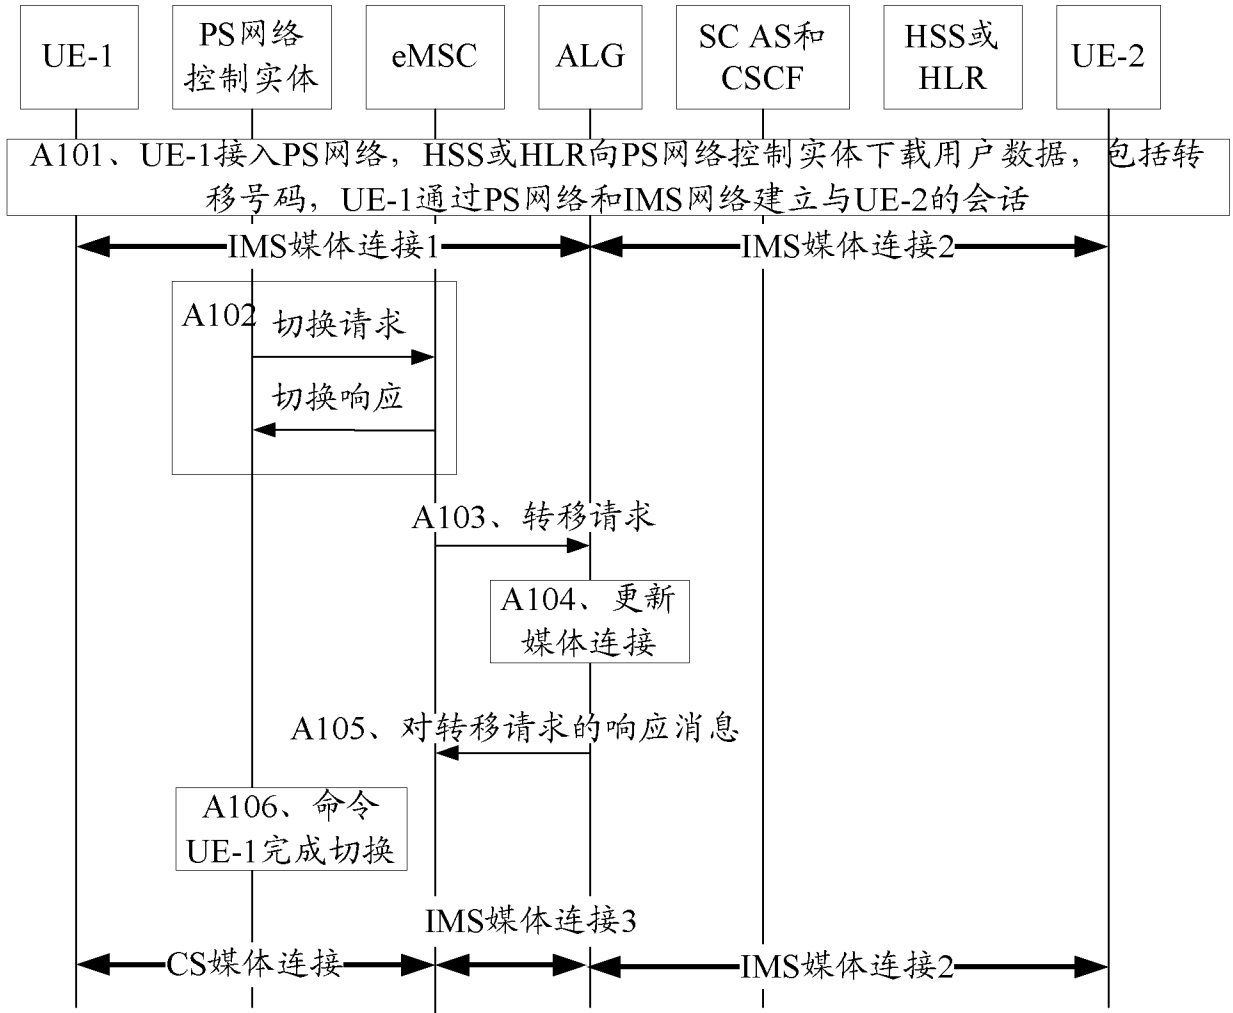 UE-1
PS网络
控制实体
eMSC
ALG
SC AS和
CSCF
HSS或
HLR
UE-2
A101、UE-1接入PS网络，HSS或HLR向PS网络控制实体下载用户数据，包括转
移号码，UE-1通过PS网络和IMS网络建立与UE-2的会话
IMS媒体连接1
IMS媒体连接2
A102
切换请求
切换响应
A103、转移请求
A104、更新
媒体连接
A105、对转移请求的响应消息
A106、命令
UE-1完成切换
IMS媒体连接3
CS媒体连接
IMS媒体连接2